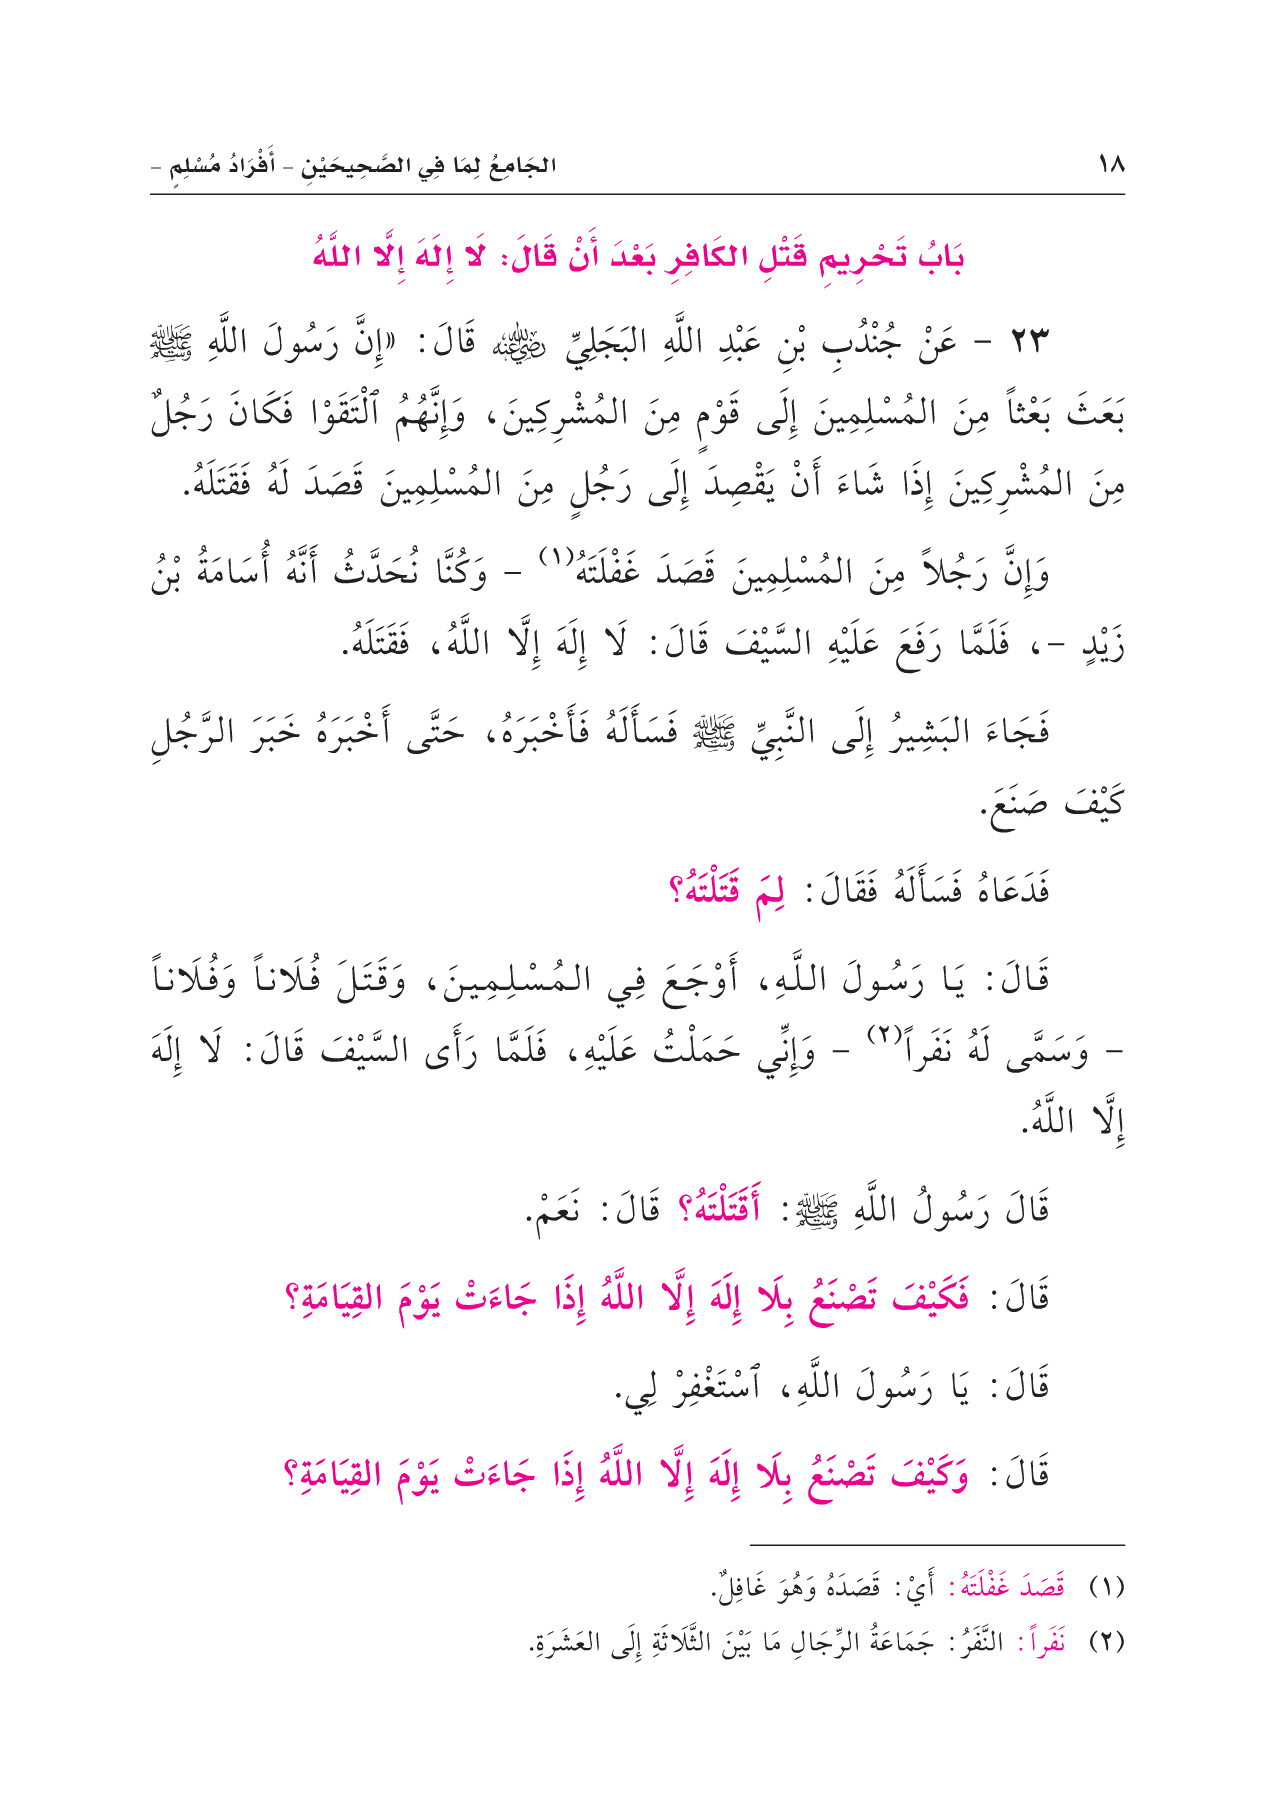 ١٨ الجَامِعُ لِمَا فِي الصَّحِيحَيْنِ - أَفْرَادُ مُسْلِمٍ -
بَابُ تَحْرِيمِ قَتْلِ الكَافِرِ بَعْدَ أَنْ قَالَ: لَا إِلَهَ إِلَّا اللَّهُ
٢٣ - عَنْ جُنْدُبِ بْنِ عَبْدِ اللَّهِ البَجَلِيِّ رضي الله عنه قَالَ: «إِنَّ رَسُولَ اللَّهِ ﷺ
بَعَثَ بَعْثاً مِنَ المُسْلِمِينَ إِلَى قَوْمٍ مِنَ المُشْرِكِينَ، وَإِنَّهُمُ ٱلْتَقَوْا فَكَانَ رَجُلٌ
مِنَ المُشْرِكِينَ إِذَا شَاءَ أَنْ يَقْصِدَ إِلَى رَجُلٍ مِنَ المُسْلِمِينَ قَصَدَ لَهُ فَقَتَلَهُ.
وَإِنَّ رَجُلاً مِنَ المُسْلِمِينَ قَصَدَ غَفْلَتَهُ(١) - وَكُنَّا نُحَدَّثُ أَنَّهُ أُسَامَةُ بْنُ
زَيْدٍ -، فَلَمَّا رَفَعَ عَلَيْهِ السَّيْفَ قَالَ: لَا إِلَهَ إِلَّا اللَّهُ، فَقَتَلَهُ.
فَجَاءَ البَشِيرُ إِلَى النَّبِيِّ ﷺ فَسَأَلَهُ فَأَخْبَرَهُ، حَتَّى أَخْبَرَهُ خَبَرَ الرَّجُلِ
كَيْفَ صَنَعَ.
فَدَعَاهُ فَسَأَلَهُ فَقَالَ: لِمَ قَتَلْتَهُ؟
قَالَ: يَا رَسُولَ اللَّهِ، أَوْجَعَ فِي المُسْلِمِينَ، وَقَتَلَ فُلَاناً وَفُلَاناً
- وَسَمَّى لَهُ نَفَراً(٢) - وَإِنِّي حَمَلْتُ عَلَيْهِ، فَلَمَّا رَأَى السَّيْفَ قَالَ: لَا إِلَهَ
إِلَّا اللَّهُ.
قَالَ رَسُولُ اللَّهِ ﷺ: أَقَتَلْتَهُ؟ قَالَ: نَعَمْ.
قَالَ: فَكَيْفَ تَصْنَعُ بِلَا إِلَهَ إِلَّا اللَّهُ إِذَا جَاءَتْ يَوْمَ القِيَامَةِ؟
قَالَ: يَا رَسُولَ اللَّهِ، ٱسْتَغْفِرْ لِي.
قَالَ: وَكَيْفَ تَصْنَعُ بِلَا إِلَهَ إِلَّا اللَّهُ إِذَا جَاءَتْ يَوْمَ القِيَامَةِ؟
(١) قَصَدَ غَفْلَتَهُ: أَيْ: قَصَدَهُ وَهُوَ غَافِلٌ.
(٢) نَفَراً: النَّفَرُ: جَمَاعَةُ الرِّجَالِ مَا بَيْنَ الثَّلَاثَةِ إِلَى العَشَرَةِ.